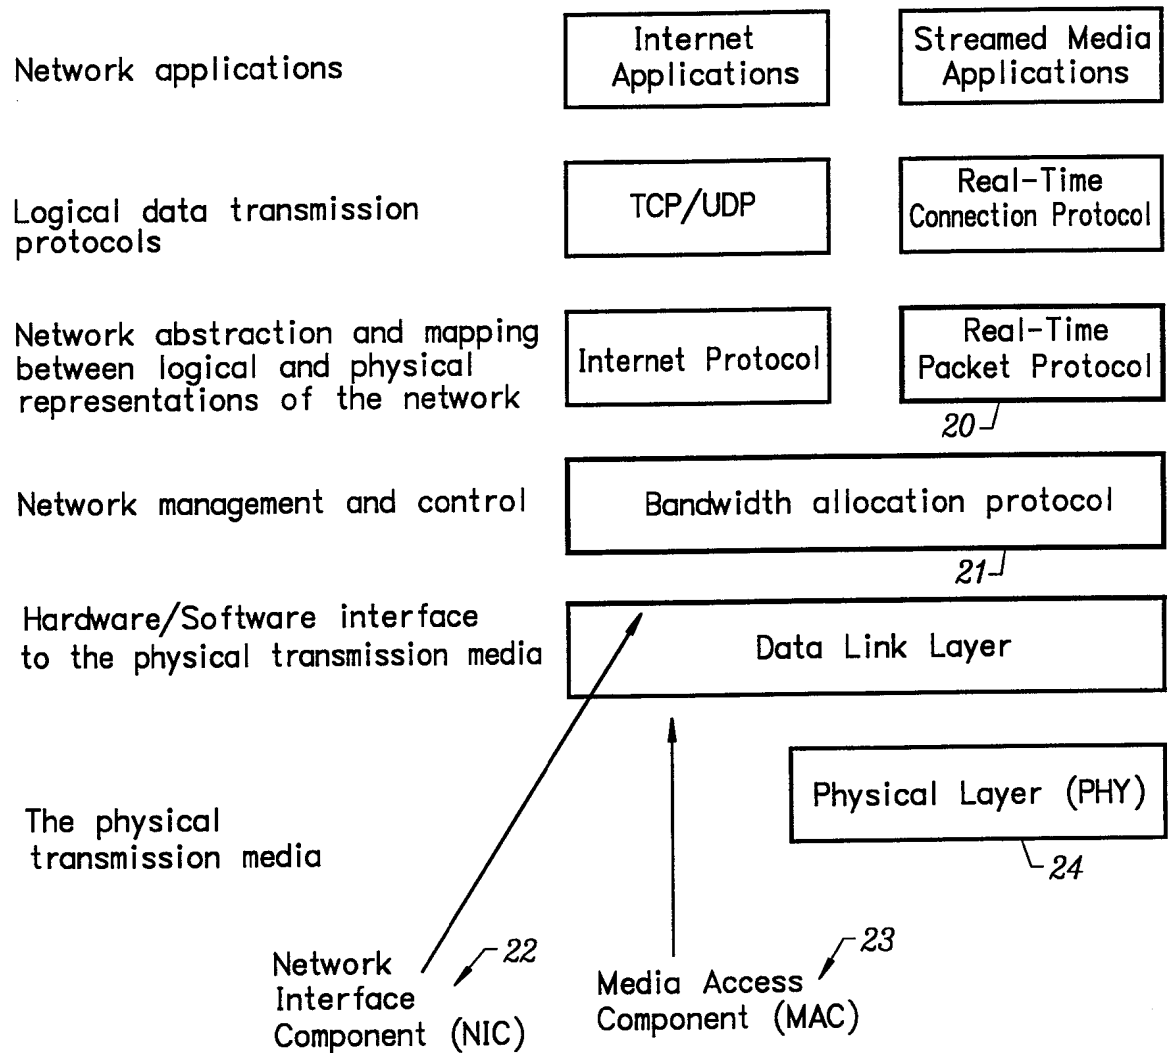 Network applications
Internet
Applications
Streamed Media
Applications
Logical data transmission
protocols
TCP/UDP
Real-Time
Connection Protocol
Network abstraction and mapping
between logical and physical
representations of the network
Internet Protocol
Real-Time
Packet Protocol
20
Network management and control
Bandwidth allocation protocol
21
Hardware/Software interface
to the physical transmission media
Data Link Layer
The physical
transmission media
Physical Layer (PHY)
24
Network
Interface
Component (NIC)
22
Media Access
Component (MAC)
23